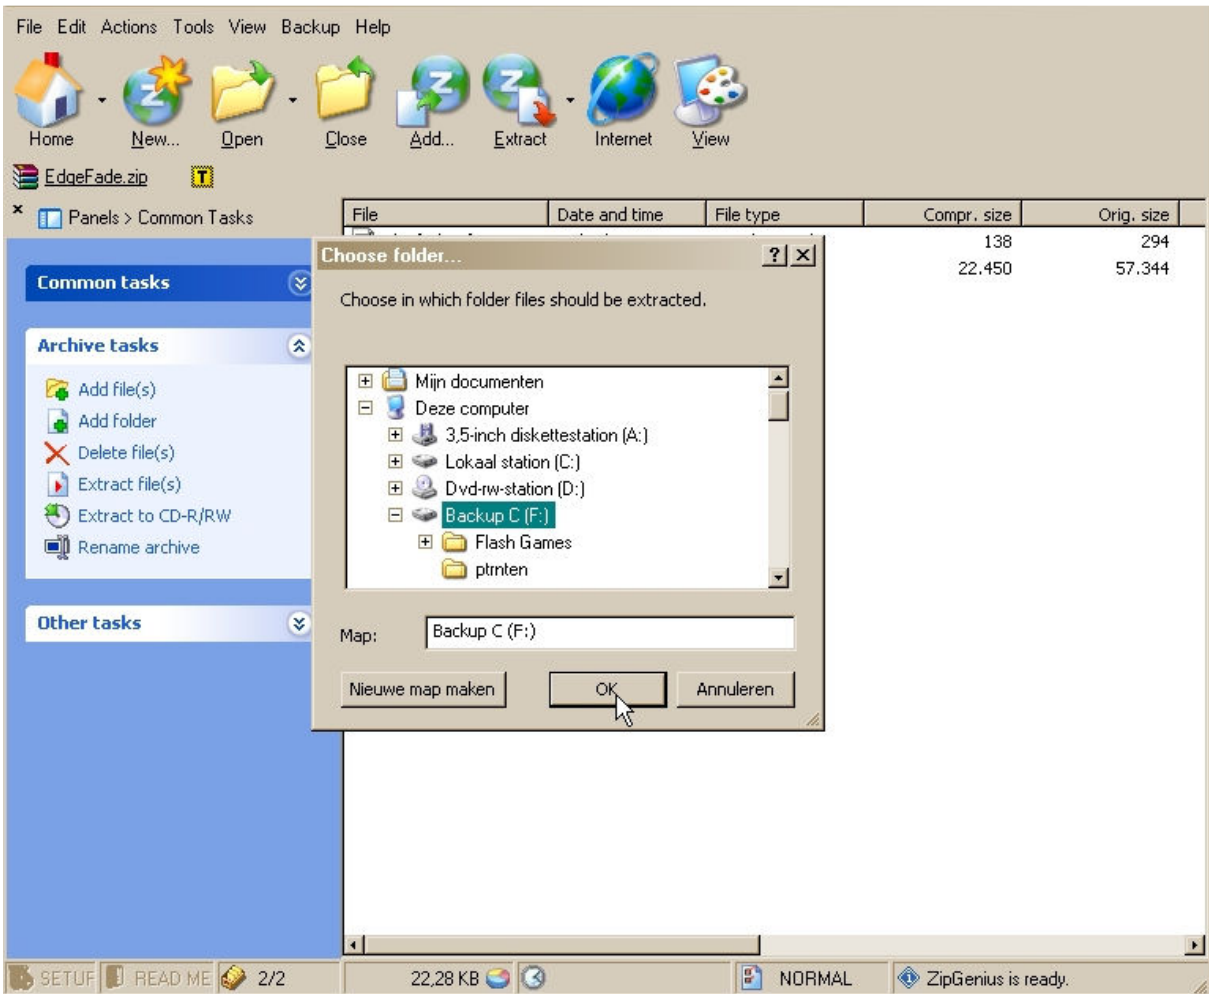 File Edit Actions Tools View Backup Help
Home New... Open Close Add... Extract Internet View
EdgeFade.zip T
Panels > Common Tasks
File Date and time File type Compr. size Orig. size
138 294
22.450 57.344
Common tasks
Archive tasks
Add file(s)
Add folder
Delete file(s)
Extract file(s)
Extract to CD-R/RW
Rename archive
Other tasks
Choose folder...
Choose in which folder files should be extracted.
Mijn documenten
Deze computer
3,5-inch diskettestation (A:)
Lokaal station (C:)
Dvd-rw-station (D:)
Backup C (F:)
Flash Games
ptrnten
Map: Backup C (F:)
Nieuwe map maken OK Annuleren
SETUF READ ME 2/2 22,28 KB NORMAL ZipGenius is ready.